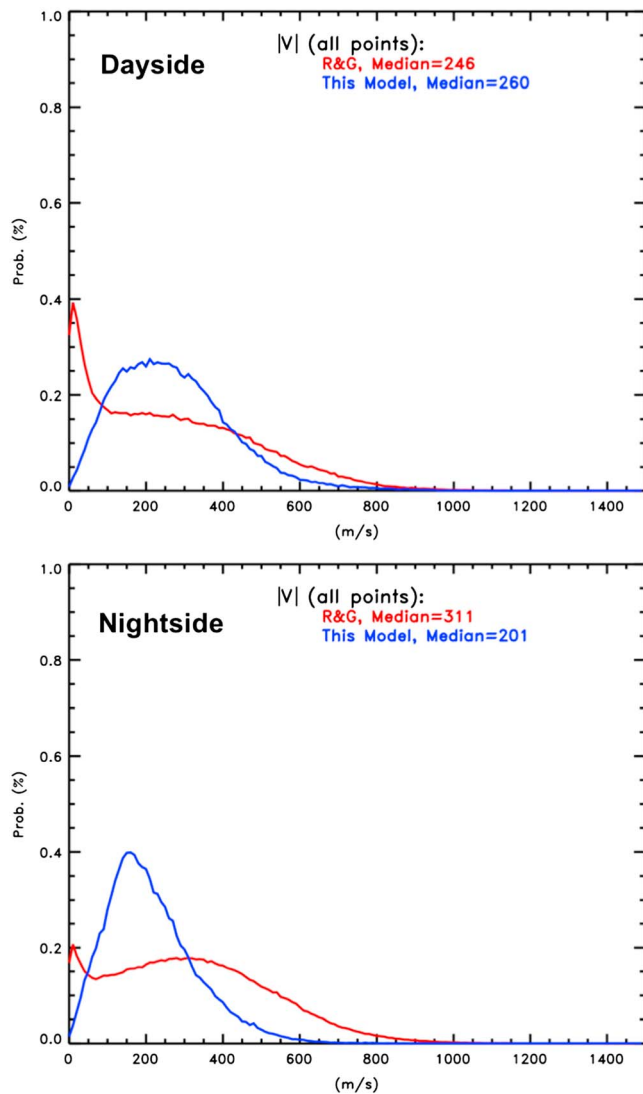 1.0
|V| (all points):
Dayside
R&G, Median=246
This Model, Median=260
0.8
0.6
Prob. (%)
0.4
0.2
0.0
0 200 400 600 800 1000 1200 1400
(m/s)
1.0
|V| (all points):
Nightside
R&G, Median=311
This Model, Median=201
0.8
0.6
Prob. (%)
0.4
0.2
0.0
0 200 400 600 800 1000 1200 1400
(m/s)